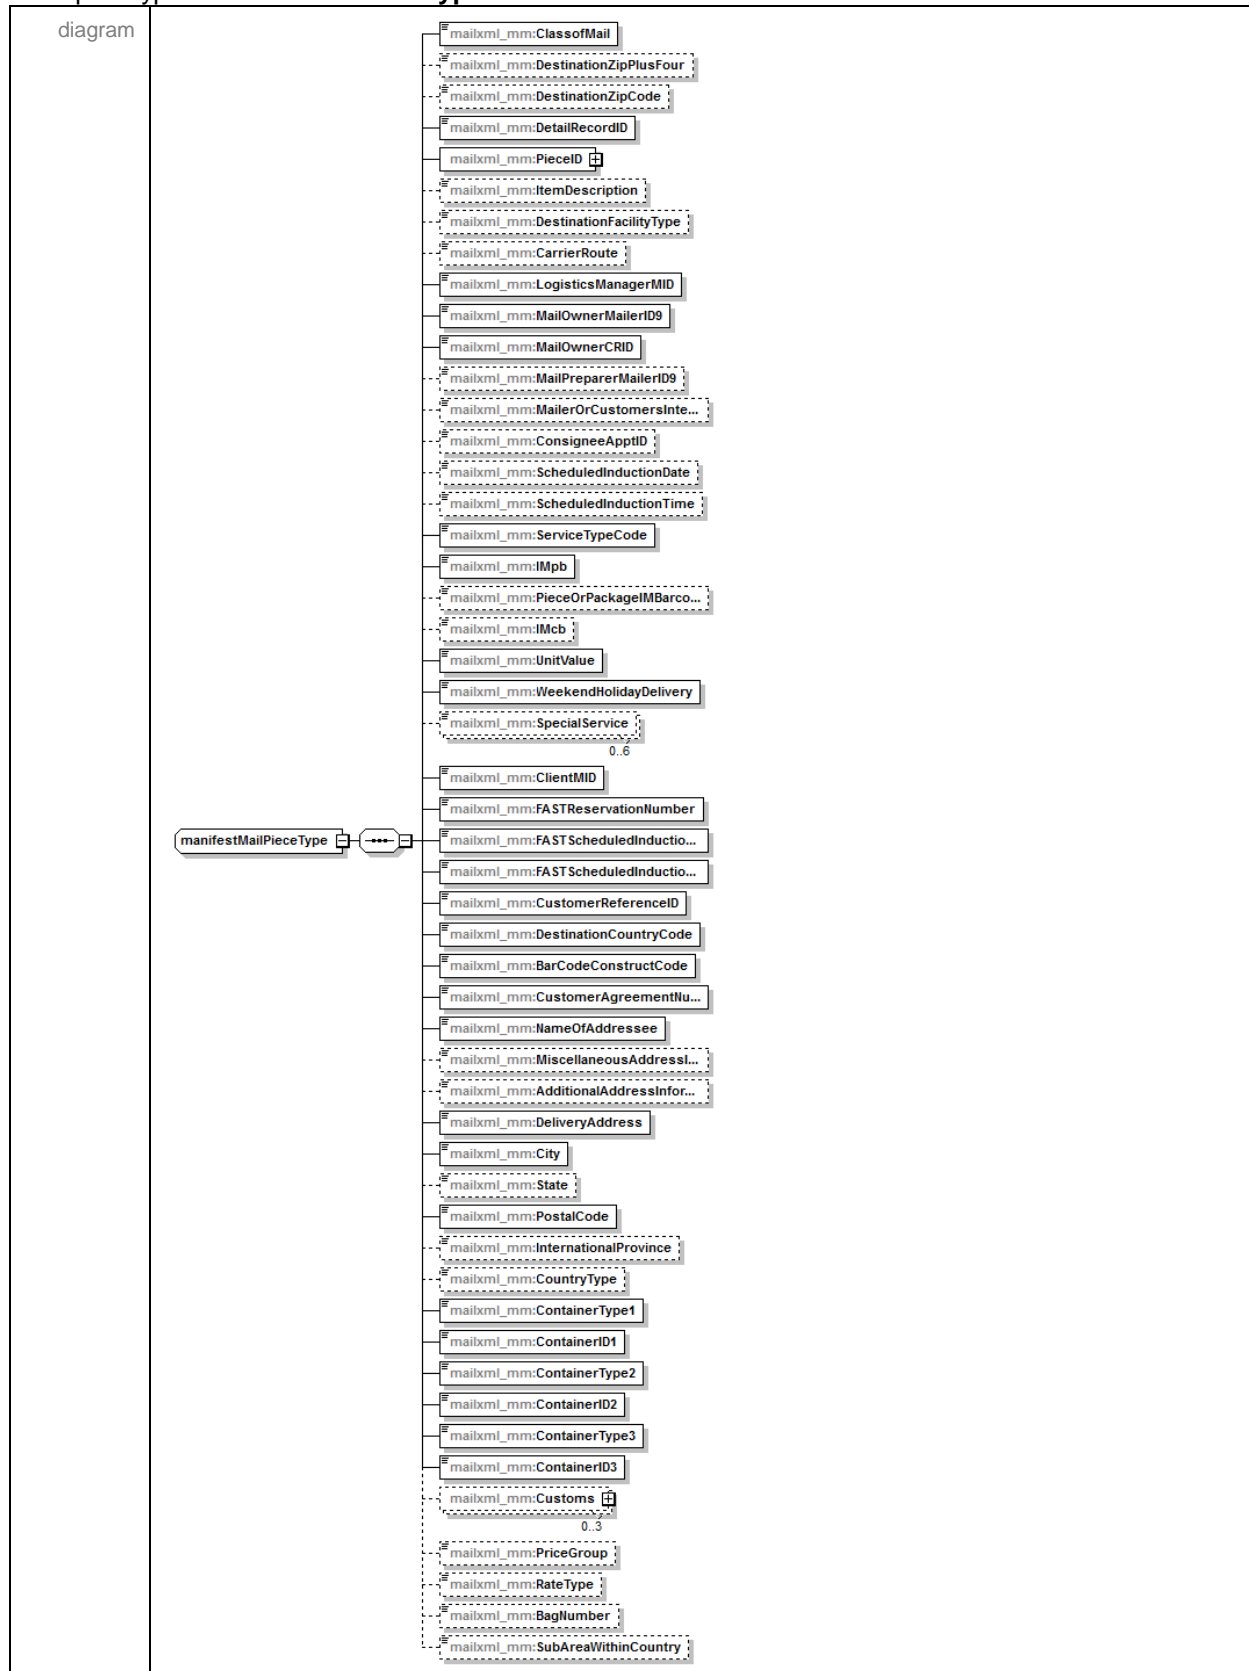 diagram
mailxml_mm:ClassofMail
mailxml_mm:DestinationZipPlusFour
mailxml_mm:DestinationZipCode
mailxml_mm:DetailRecordID
mailxml_mm:PieceID
mailxml_mm:ItemDescription
mailxml_mm:DestinationFacilityType
mailxml_mm:CarrierRoute
mailxml_mm:LogisticsManagerMID
mailxml_mm:MailOwnerMailerID9
mailxml_mm:MailOwnerCRID
mailxml_mm:MailPreparerMailerID9
mailxml_mm:MailerOrCustomersInte...
mailxml_mm:ConsigneeApptID
mailxml_mm:ScheduledInductionDate
mailxml_mm:ScheduledInductionTime
mailxml_mm:ServiceTypeCode
mailxml_mm:IMpb
mailxml_mm:PieceOrPackageIMBarco...
mailxml_mm:IMcb
mailxml_mm:UnitValue
mailxml_mm:WeekendHolidayDelivery
mailxml_mm:SpecialService
0..6
mailxml_mm:ClientMID
mailxml_mm:FASTReservationNumber
manifestMailPieceType
mailxml_mm:FASTScheduledInductio...
mailxml_mm:FASTScheduledInductio...
mailxml_mm:CustomerReferenceID
mailxml_mm:DestinationCountryCode
mailxml_mm:BarCodeConstructCode
mailxml_mm:CustomerAgreementNu...
mailxml_mm:NameOfAddressee
mailxml_mm:MiscellaneousAddressI...
mailxml_mm:AdditionalAddressInfor...
mailxml_mm:DeliveryAddress
mailxml_mm:City
mailxml_mm:State
mailxml_mm:PostalCode
mailxml_mm:InternationalProvince
mailxml_mm:CountryType
mailxml_mm:ContainerType1
mailxml_mm:ContainerID1
mailxml_mm:ContainerType2
mailxml_mm:ContainerID2
mailxml_mm:ContainerType3
mailxml_mm:ContainerID3
mailxml_mm:Customs
0..3
mailxml_mm:PriceGroup
mailxml_mm:RateType
mailxml_mm:BagNumber
mailxml_mm:SubAreaWithinCountry